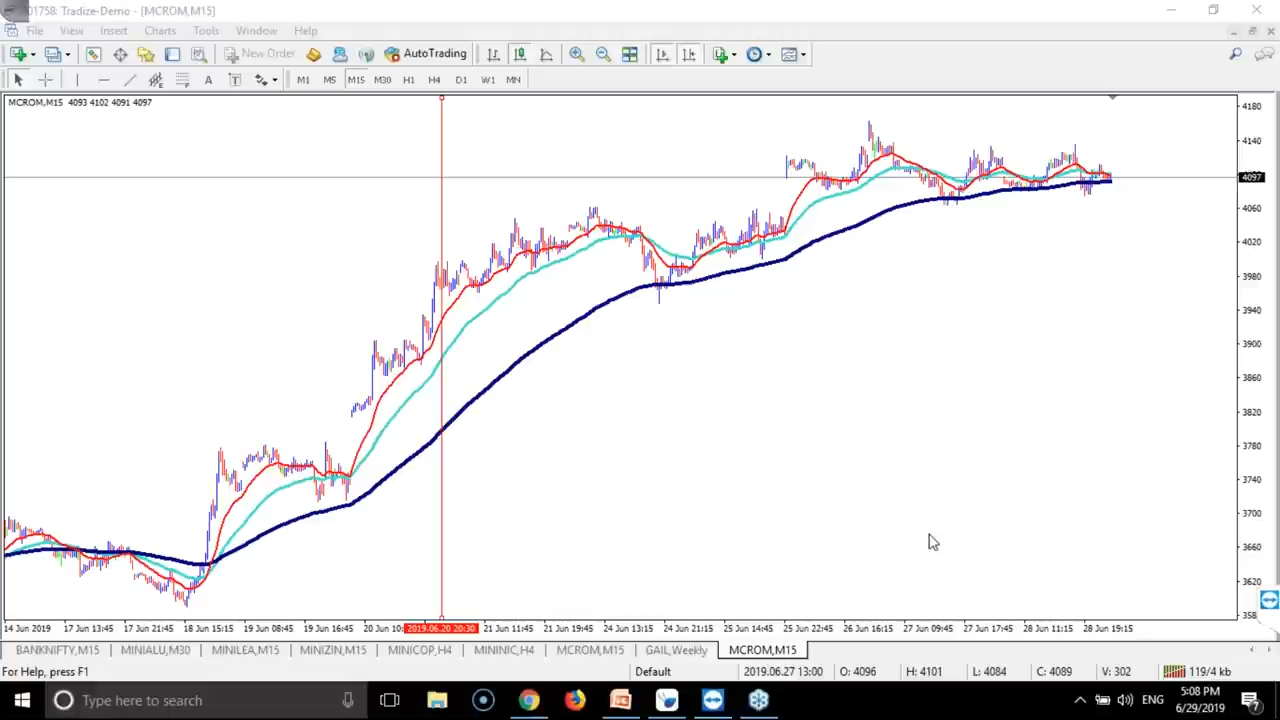 01758: Tradize-Demo - [MCROM,M15]
File View Insert Charts Tools Window Help
New Order AutoTrading
A T M1 M5 M15 M30 H1 H4 D1 W1 MN
MCROM,M15 4093 4102 4091 4097
4180
4140
4097
4060
4020
3980
3940
3900
3860
3820
3780
3740
3700
3660
3620
358
14 Jun 2019 17 Jun 13:45 17 Jun 21:45 18 Jun 15:15 19 Jun 08:45 19 Jun 16:45 20 Jun 10: 2019.06.20 20:30 21 Jun 11:45 21 Jun 19:45 24 Jun 13:15 24 Jun 21:15 25 Jun 14:45 25 Jun 22:45 26 Jun 16:15 27 Jun 09:45 27 Jun 17:45 28 Jun 11:15 28 Jun 19:15
BANKNIFTY,M15 MINIALU,M30 MINILEA,M15 MINIZIN,M15 MINICOP,H4 MININIC,H4 MCROM,M15 GAIL,Weekly MCROM,M15
For Help, press F1 Default 2019.06.27 13:00 O: 4096 H: 4101 L: 4084 C: 4089 V: 302 119/4 kb
Type here to search ENG 5:08 PM
6/29/2019 7